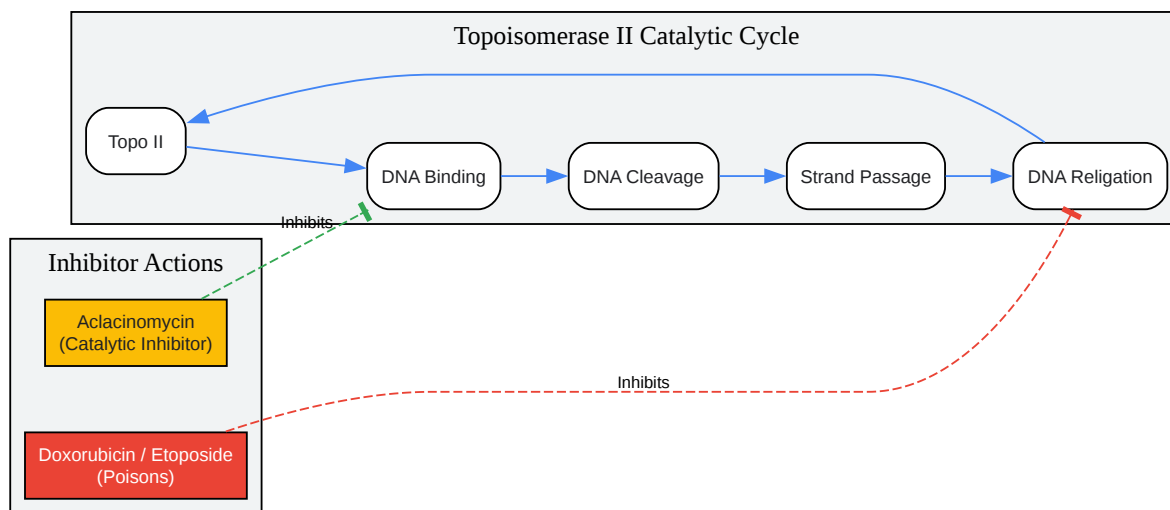 Topoisomerase II Catalytic Cycle
Topo II
DNA Binding
DNA Cleavage
Strand Passage
DNA Religation
Inhibits
Inhibitor Actions
Aclacinomycin
(Catalytic Inhibitor)
Inhibits
Doxorubicin / Etoposide
(Poisons)